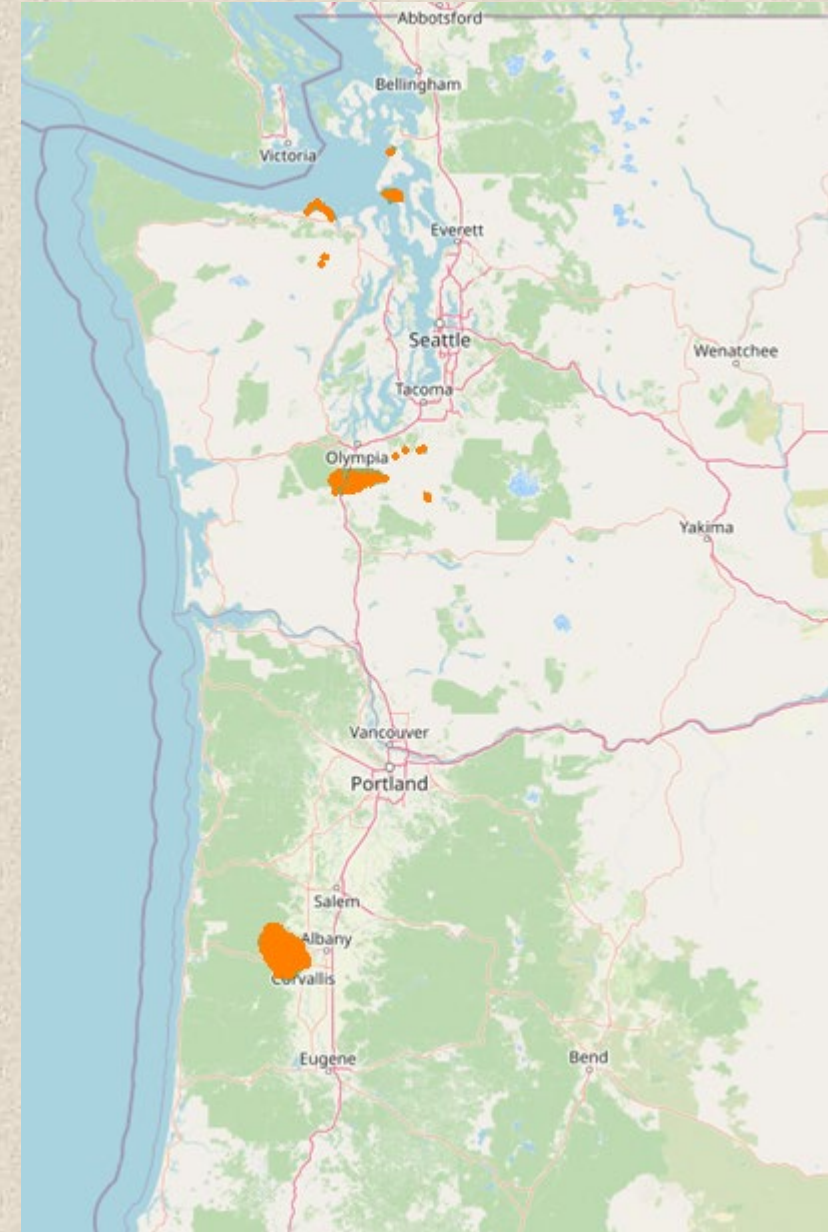 Abbotsford
Bellingham
Victoria
Everett
Seattle
Wenatchee
Tacoma
Olympia
Yakima
Vancouver
Portland
Salem
Albany
Corvallis
Eugene
Bend